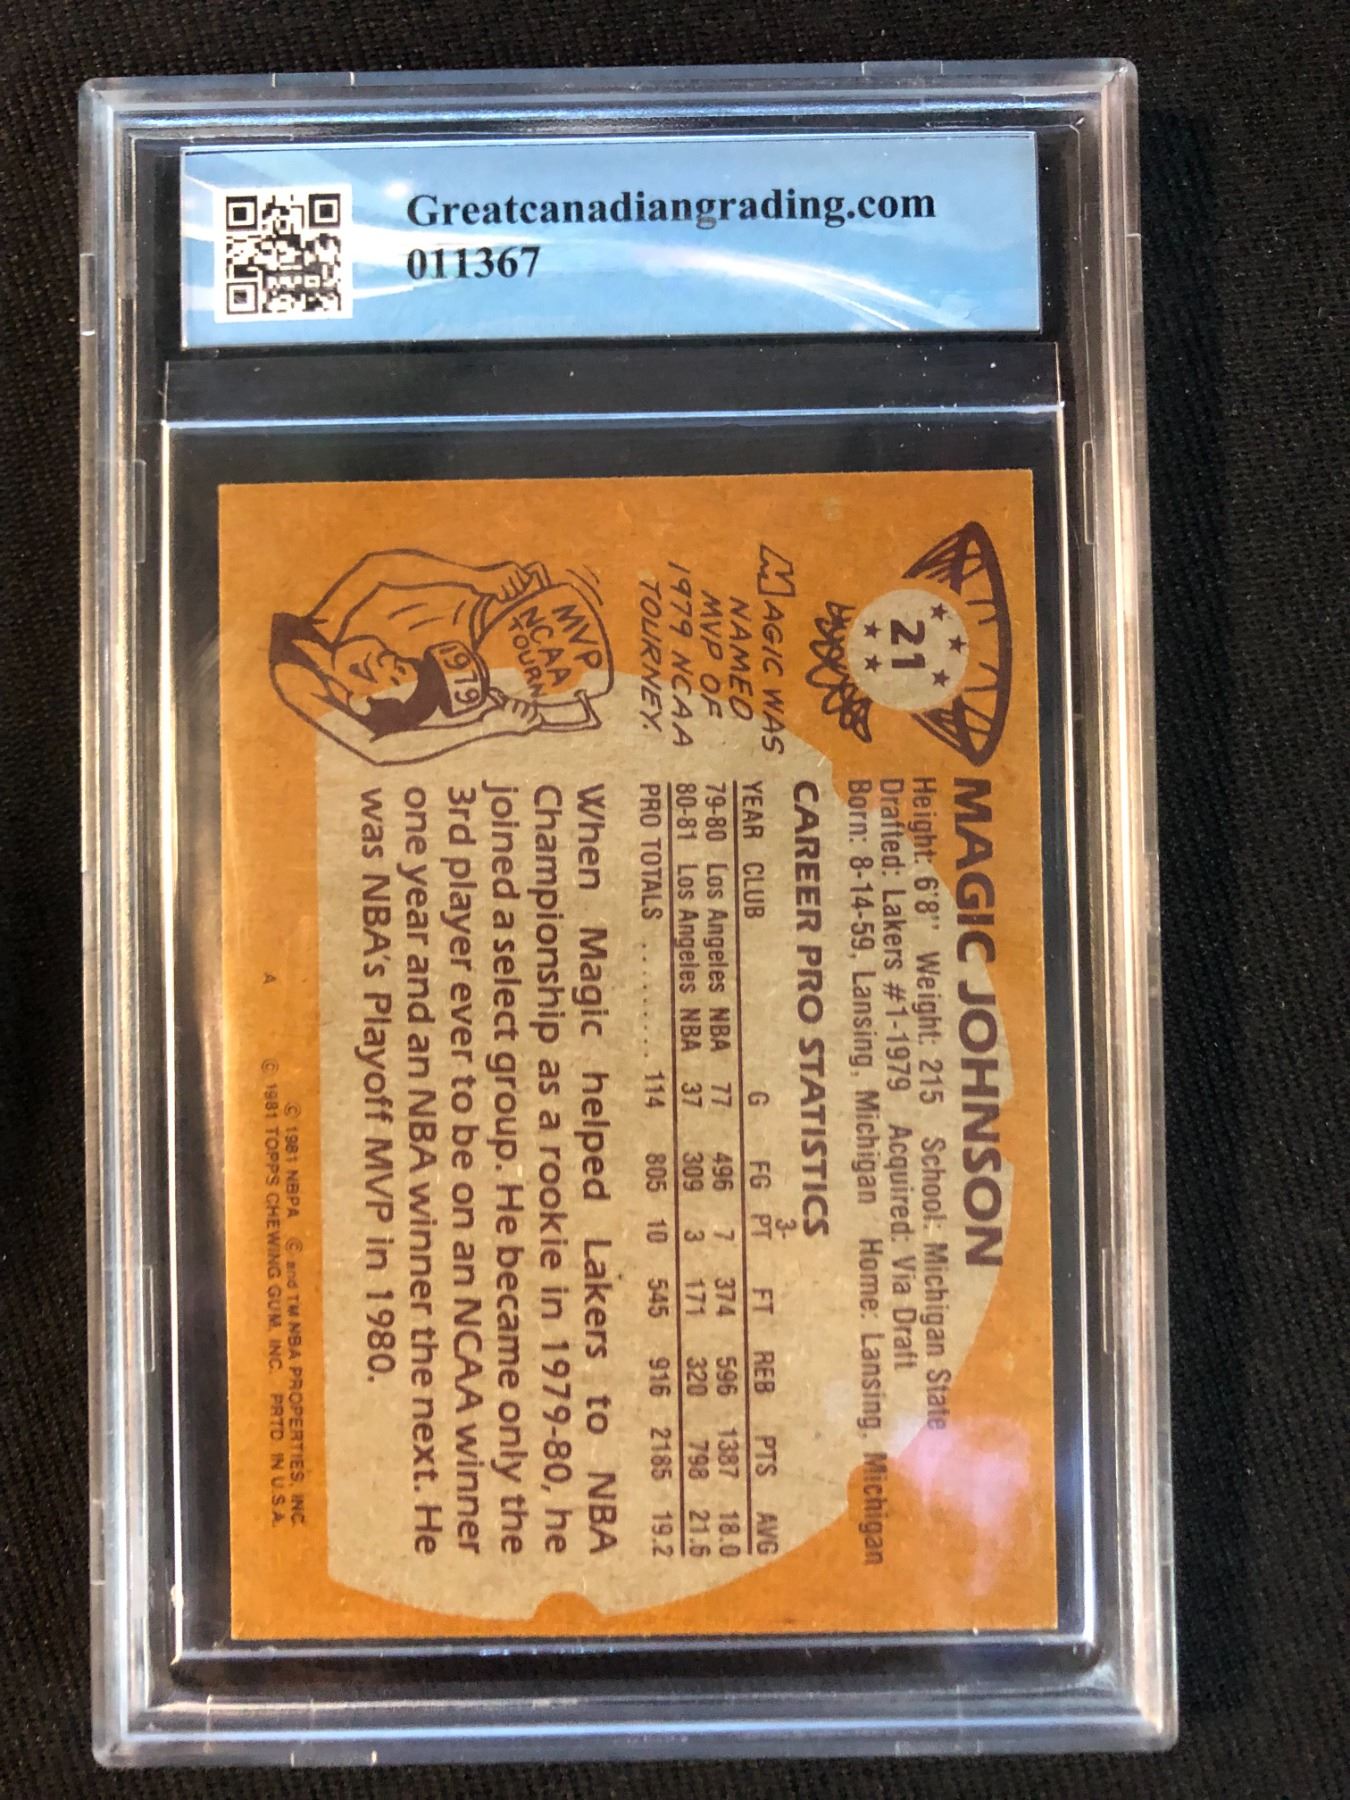 Greatcanadiangrading.com
011367
21
MAGIC JOHNSON
Height: 6'8" Weight: 215 School: Michigan State
Drafted: Lakers #1-1979 Acquired: Via Draft
Born: 8-14-59, Lansing, Michigan Home: Lansing, Michigan
CAREER PRO STATISTICS
YEAR CLUB G FG 3-PT FT REB PTS AVG
79-80 Los Angeles NBA 77 496 7 374 596 1387 18.0
80-81 Los Angeles NBA 37 309 3 171 320 798 21.6
PRO TOTALS ........ 114 805 10 545 916 2185 19.2
MAGIC WAS
NAMED
MVP OF
1979 NCAA
TOURNEY.
MVP
NCAA
TOURN
1979
When Magic helped Lakers to NBA
Championship as a rookie in 1979-80, he
joined a select group. He became only the
3rd player ever to be on an NCAA winner
one year and an NBA winner the next. He
was NBA's Playoff MVP in 1980.
© 1981 NBPA © and TM NBA PROPERTIES, INC.
A © 1981 TOPPS CHEWING GUM, INC. PRTD. IN U.S.A.